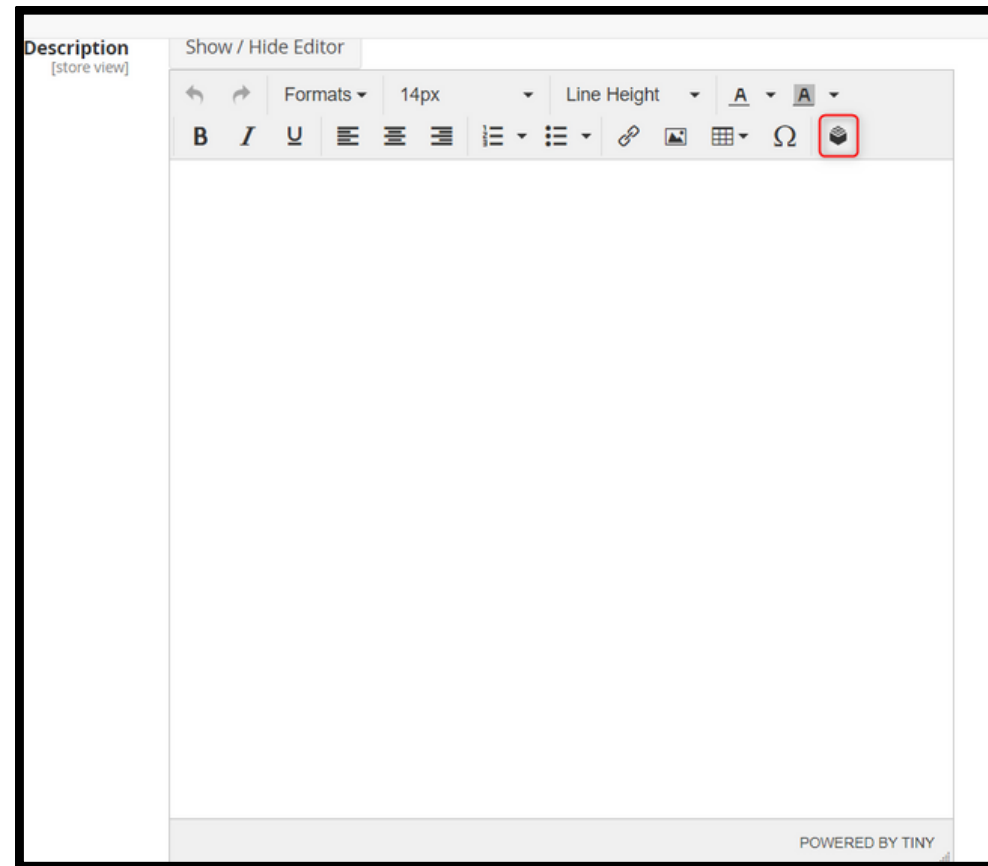 Description
[store view]
Show / Hide Editor
Formats
14px
Line Height
A
A
B I U
Ω
POWERED BY TINY